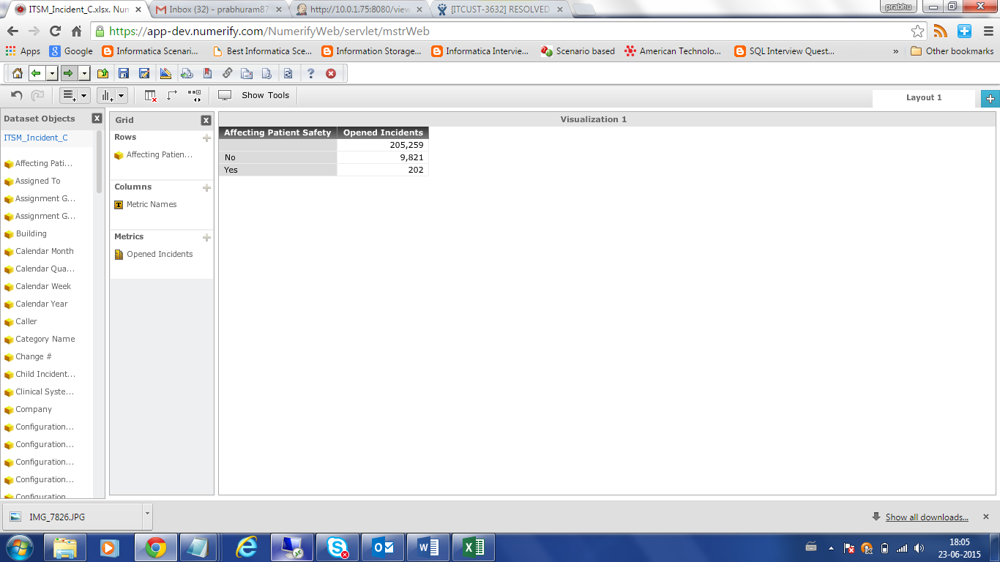 ITSM_Incident_C.xlsx. Num
Inbox (32) - prabhuram87
http://10.0.1.75:8080/view
[ITCUST-3632] RESOLVED
prabhu
https://app-dev.numerify.com/NumerifyWeb/servlet/mstrWeb
Apps
Google
Informatica Scenari...
Best Informatica Sce...
Information Storage...
Informatica Intervie...
Scenario based
American Technolo...
SQL Interview Quest...
»
Other bookmarks
Show Tools
Layout 1
Dataset Objects
ITSM_Incident_C
Affecting Pati...
Assigned To
Assignment G...
Assignment G...
Building
Calendar Month
Calendar Qua...
Calendar Week
Calendar Year
Caller
Category Name
Change #
Child Incident...
Clinical Syste...
Company
Configuration...
Configuration...
Configuration...
Configuration...
Configuration
Grid
Rows
Affecting Patien...
Columns
Metric Names
Metrics
Opened Incidents
Visualization 1
Affecting Patient Safety Opened Incidents
205,259
No 9,821
Yes 202
IMG_7826.JPG
Show all downloads...
18:05
23-06-2015